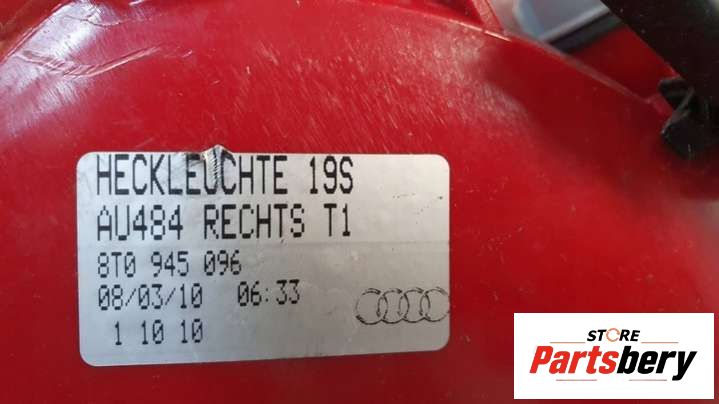 HECKLEUCHTE 19S
AU484 RECHTS T1
8T0 945 096
08/03/10 06:33
1 10 10
STORE
Partsbery